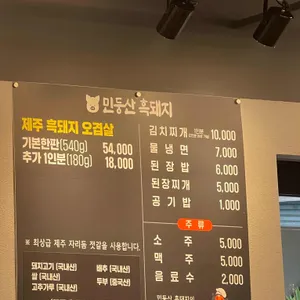 민둥산 흑돼지
제주 흑돼지 오겹살
기본한판(540g) 54,000
추가 1인분(180g) 18,000
※ 최상급 제주 자리돔 젓갈을 사용합니다.
돼지고기 (국내산) 배추 (국내산)
쌀 (국내산) 두부 (외국산)
고추가루 (국내산)
김치찌개 10,000
물냉면 7,000
된장밥 6,000
된장찌개 5,000
공기밥 1,000
주류
소주 5,000
맥주 5,000
음료수 2,000